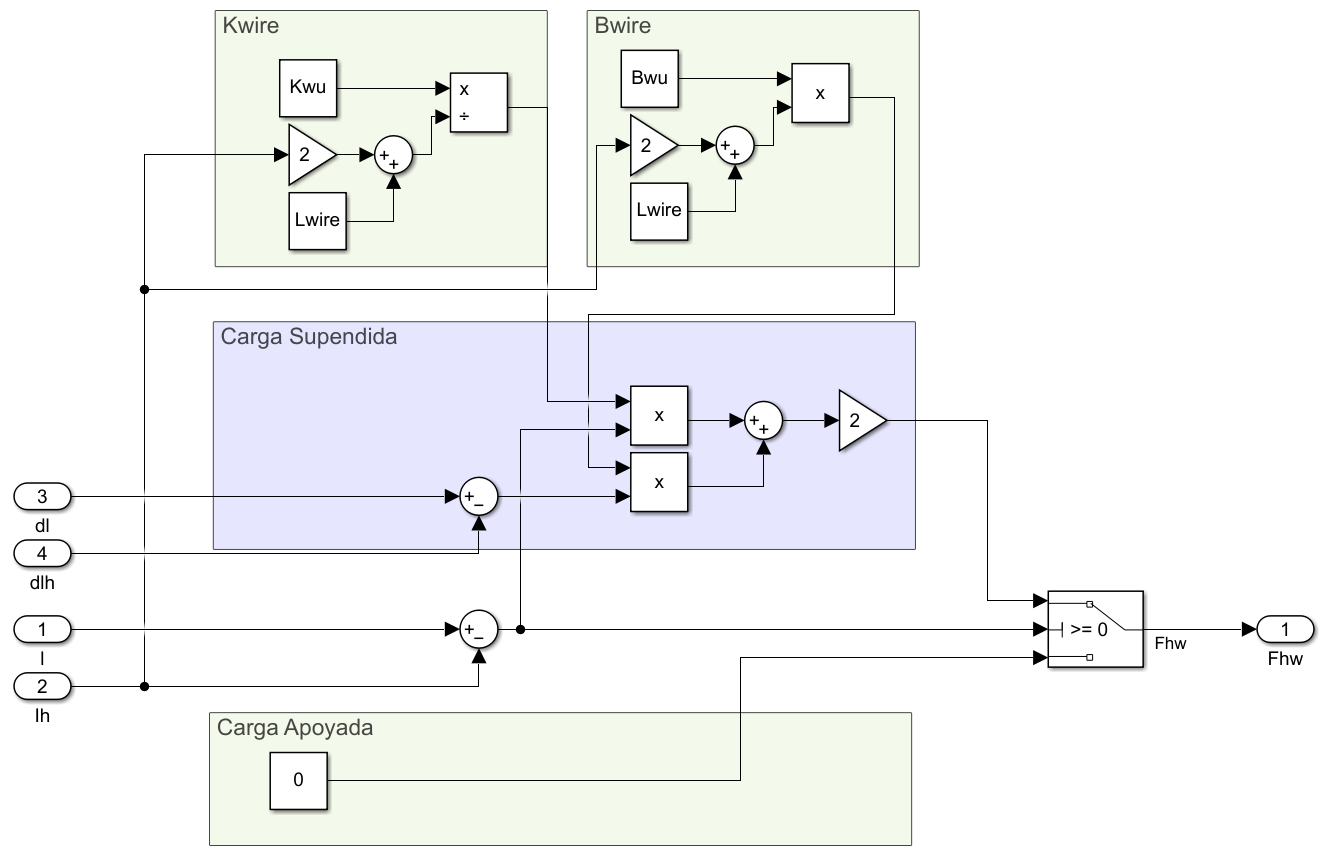 Kwire
Kwu
x
÷
2
+
+
Lwire
Bwire
Bwu
x
2
+
+
Lwire
Carga Supendida
x
+
+
2
x
3
dl
+
−
4
dlh
1
l
+
−
2
lh
>= 0
Fhw
1
Fhw
Carga Apoyada
0